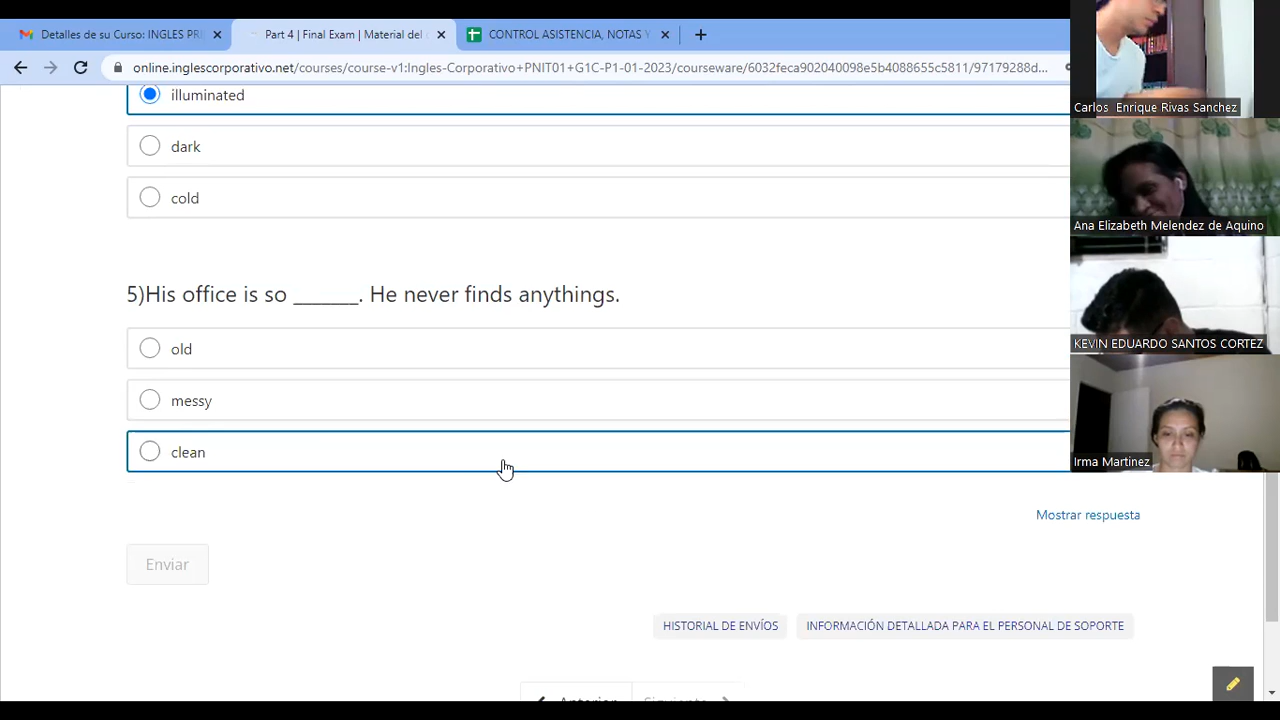 Detalles de su Curso: INGLES PR
Part 4 | Final Exam | Material del
CONTROL ASISTENCIA, NOTAS Y
online.inglescorporativo.net/courses/course-v1:Ingles-Corporativo+PNIT01+G1C-P1-01-2023/courseware/6032feca902040098e5b4088655c5811/97179288d...
illuminated
dark
cold
5)His office is so _______. He never finds anythings.
old
messy
clean
Mostrar respuesta
Enviar
HISTORIAL DE ENVÍOS
INFORMACIÓN DETALLADA PARA EL PERSONAL DE SOPORTE
Anterior
Siguiente
Carlos Enrique Rivas Sanchez
Ana Elizabeth Melendez de Aquino
KEVIN EDUARDO SANTOS CORTEZ
Irma Martinez